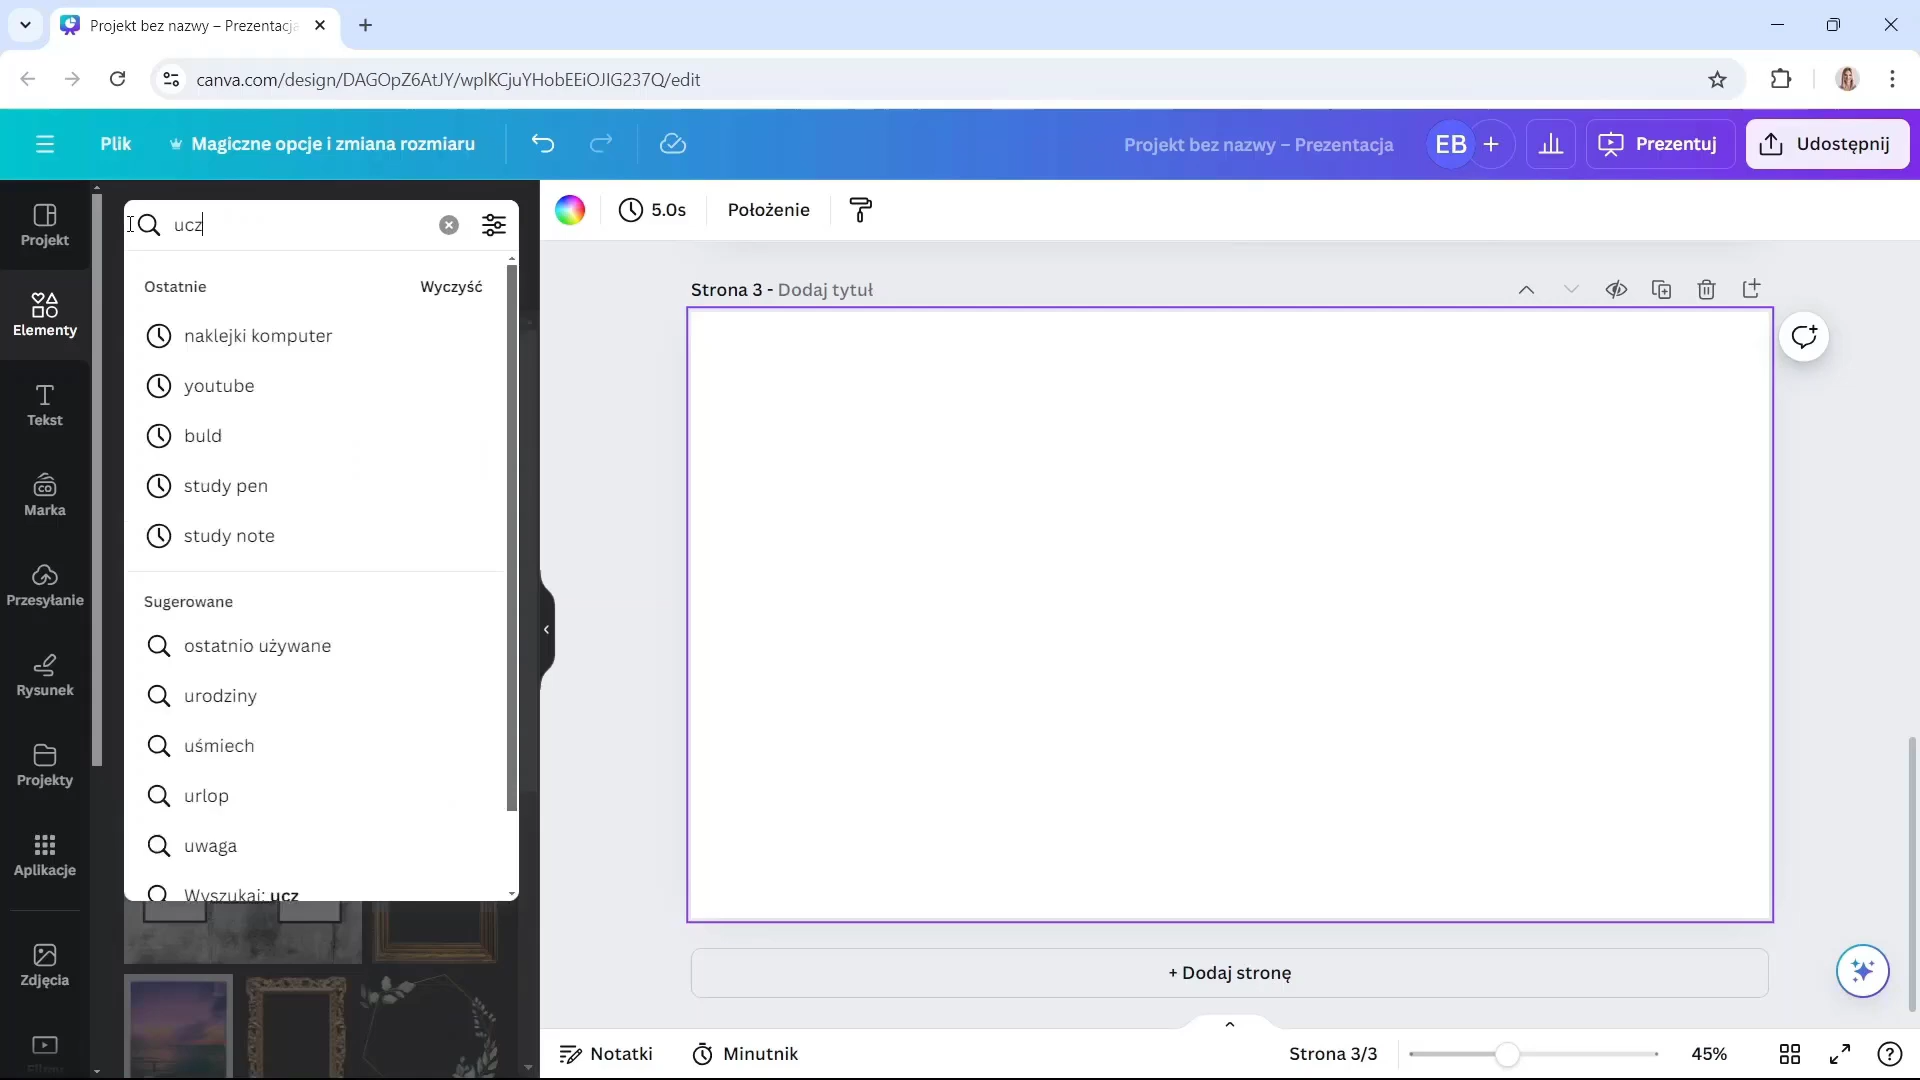 Projekt bez nazwy – Prezentacja
canva.com/design/DAGOpZ6AtJY/wplKCjuYHobEEiOJIG237Q/edit
Plik
Magiczne opcje i zmiana rozmiaru
Projekt bez nazwy – Prezentacja
EB
Prezentuj
Udostępnij
Projekt
Elementy
Tekst
Marka
Przesyłanie
Rysunek
Projekty
Aplikacje
Zdjęcia
Filmy
ucz
Ostatnie
Wyczyść
naklejki komputer
youtube
buld
study pen
study note
Sugerowane
ostatnio używane
urodziny
uśmiech
urlop
uwaga
Wyszukaj: ucz
5.0s
Położenie
Strona 3 - Dodaj tytuł
+ Dodaj stronę
Notatki
Minutnik
Strona 3/3
45%